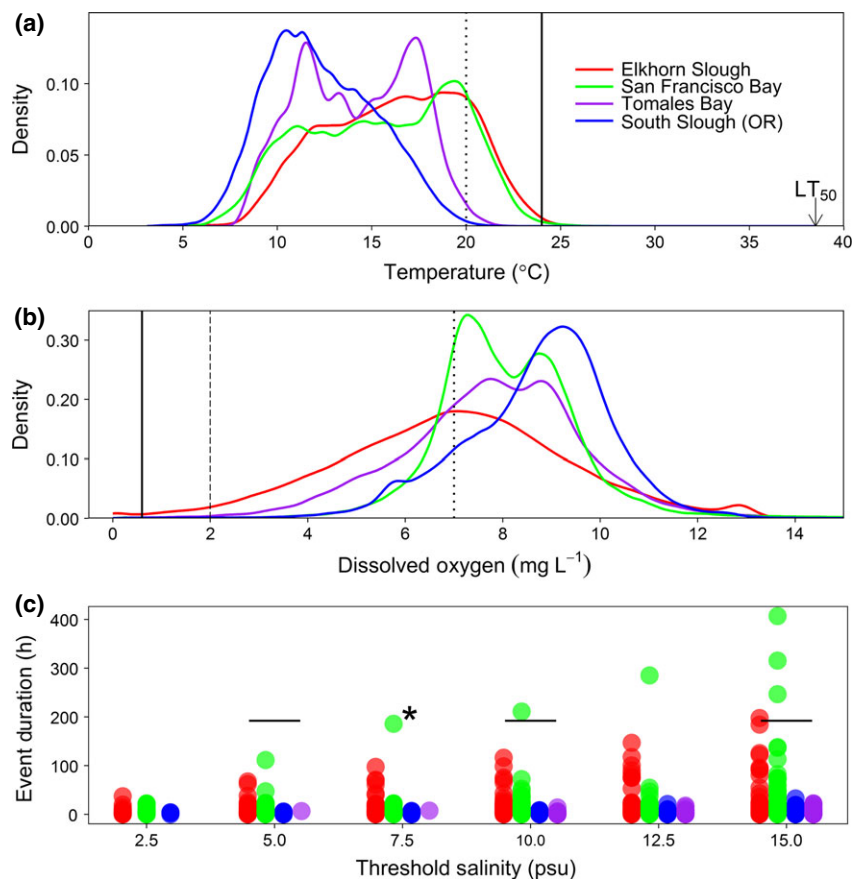 (a)
0.10
0.05
0.00
Density
Elkhorn Slough
San Francisco Bay
Tomales Bay
South Slough (OR)
LT50
0 5 10 15 20 25 30 35 40
Temperature (°C)
(b)
0.30
0.20
0.10
0.00
Density
0 2 4 6 8 10 12 14
Dissolved oxygen (mg L−1)
(c)
400
300
200
100
0
Event duration (h)
*
2.5 5.0 7.5 10.0 12.5 15.0
Threshold salinity (psu)